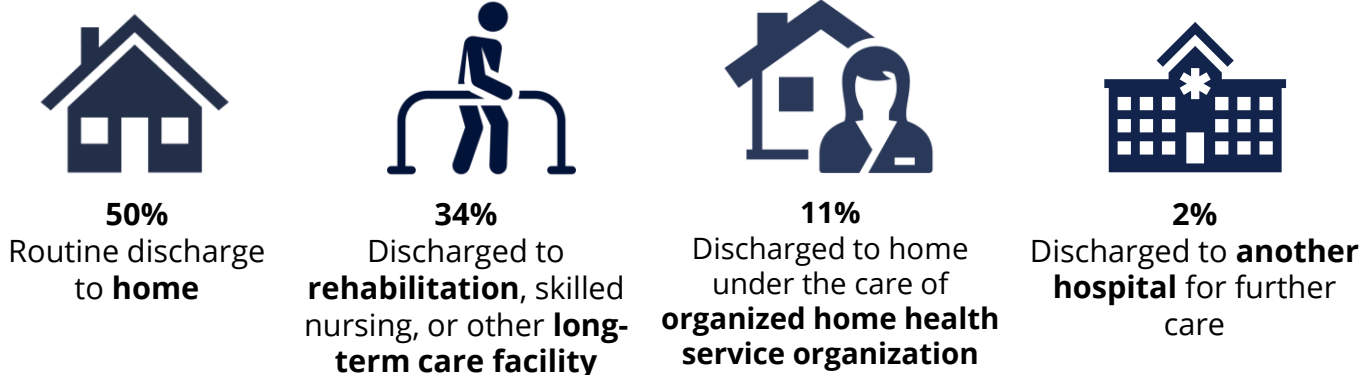 50%
Routine discharge
to home
34%
Discharged to
rehabilitation, skilled
nursing, or other long-
term care facility
11%
Discharged to home
under the care of
organized home health
service organization
2%
Discharged to another
hospital for further
care